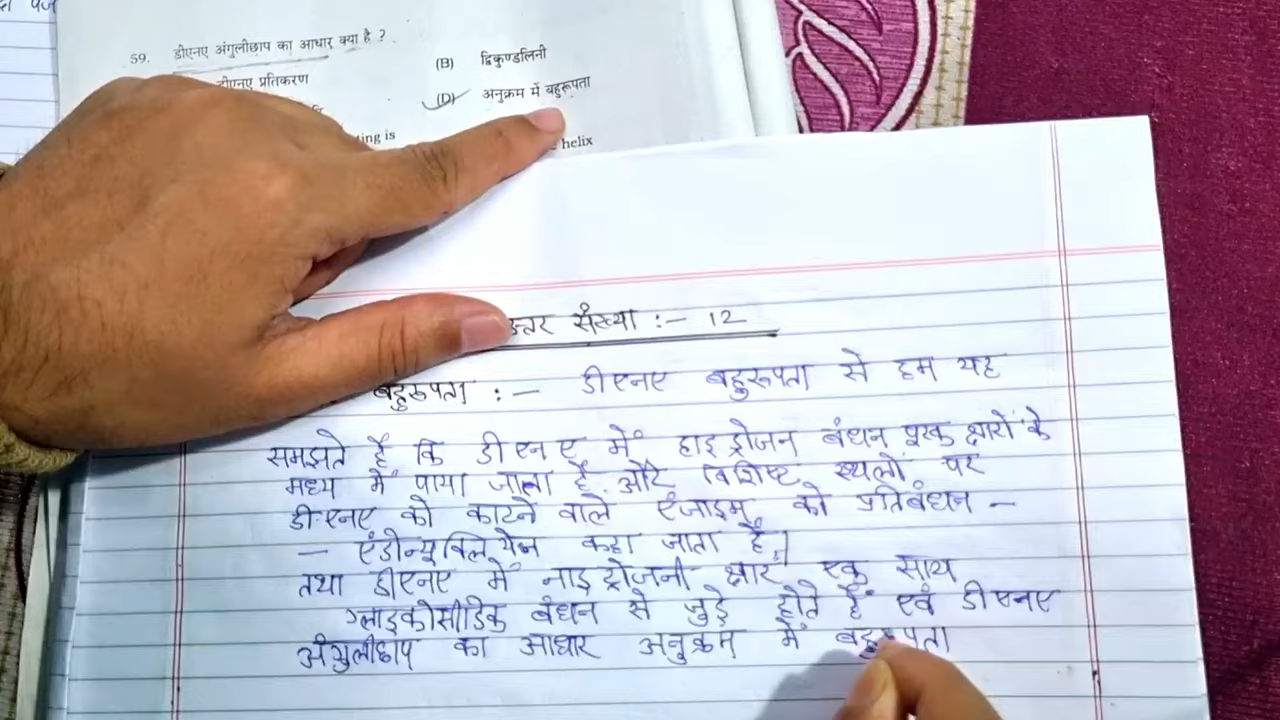 59. डीएनए अंगुलीछाप का आधार क्या है ?
डीएनए प्रतिकरण
(B) द्विकुण्डलिनी
(D) अनुक्रम में बहुरूपता
ting is
helix
उत्तर संख्या :- 12
बहुरूपता :- डीएनए बहुरूपता से हम यह
समझते हैं कि डीएनए में हाइड्रोजन बंधन पूरक क्षारों के
मध्य में पाया जाता है. और विशिष्ट स्थलों पर
डीएनए को काटने वाले एंजाइम को प्रतिबंधन -
- एंडोन्यूक्लियेज कहा जाता है,
तथा डीएनए में नाइट्रोजनी क्षार एक साथ
ग्लाइकोसीडिक बंधन से जुड़े होते हैं एवं डीएनए
अंगुलीछाप का आधार अनुक्रम में बहुरूपता